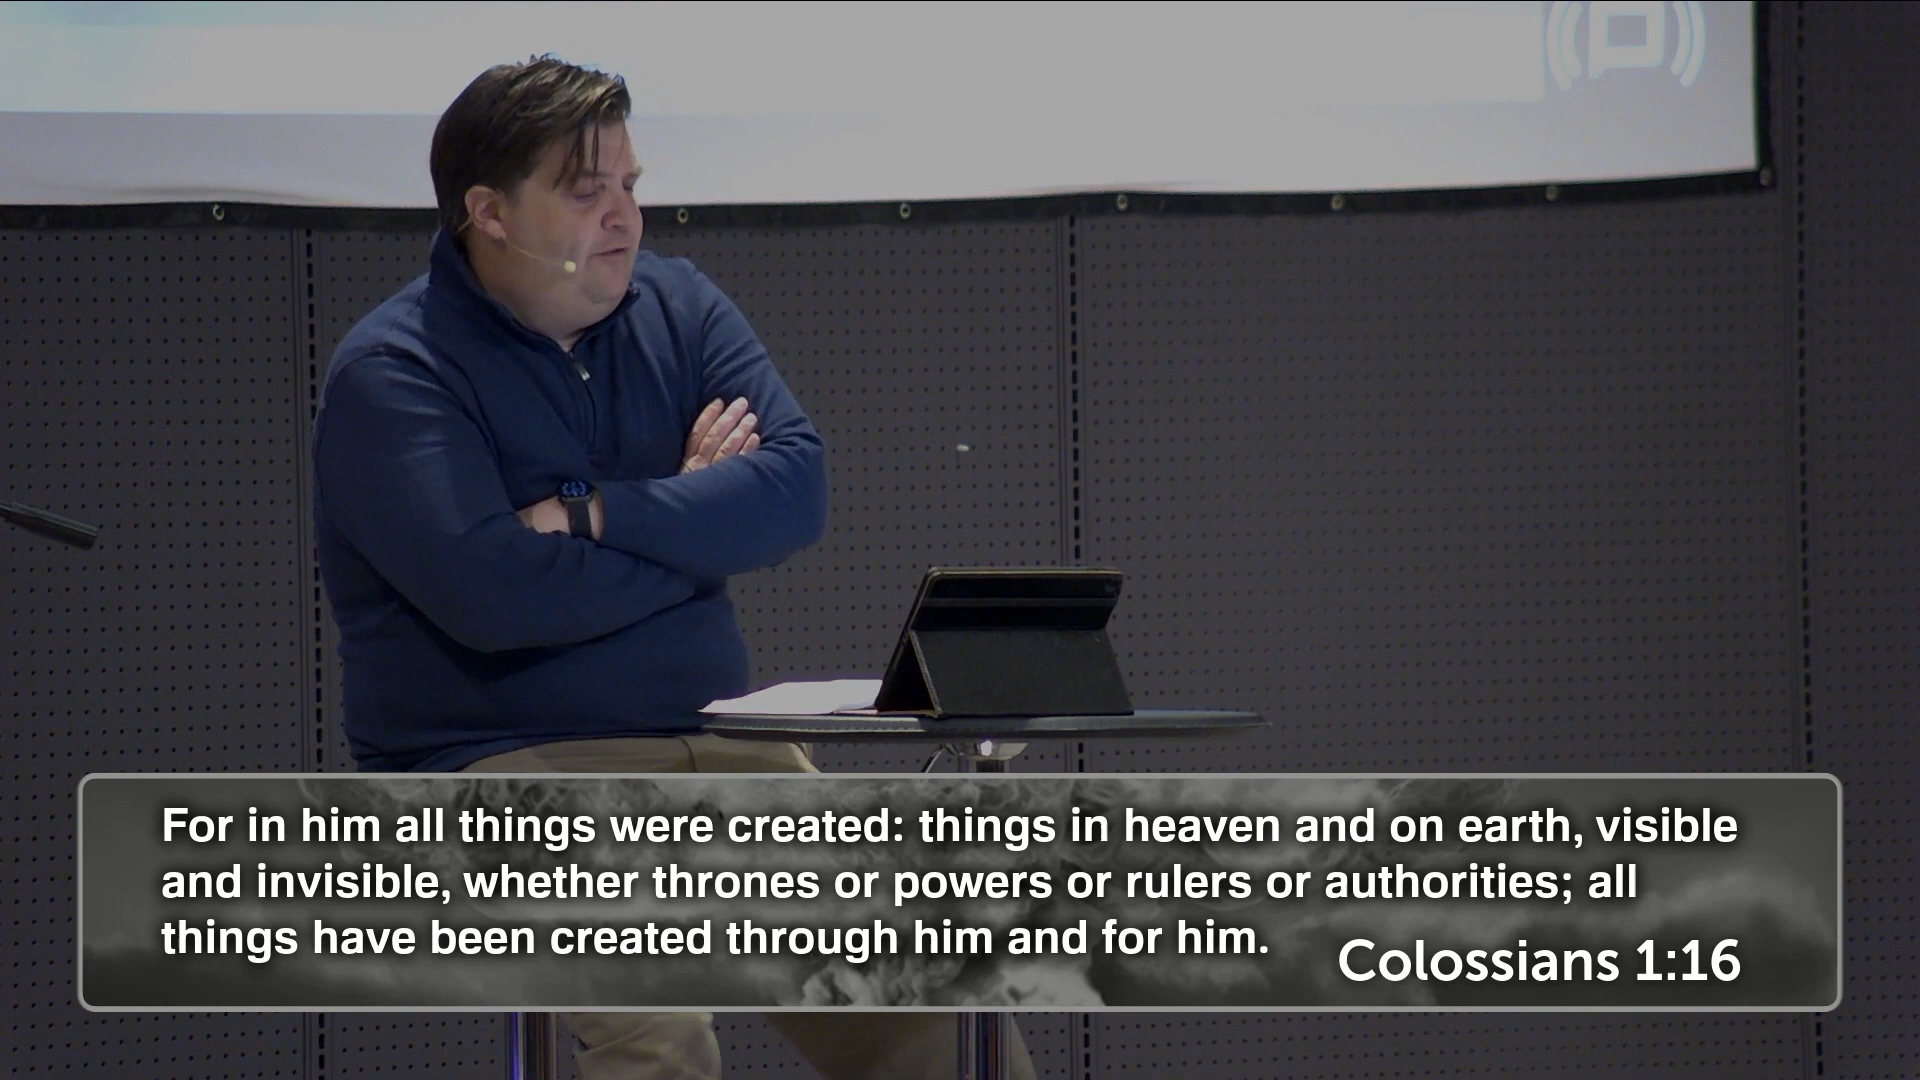 For in him all things were created: things in heaven and on earth, visible
and invisible, whether thrones or powers or rulers or authorities; all
things have been created through him and for him.
Colossians 1:16